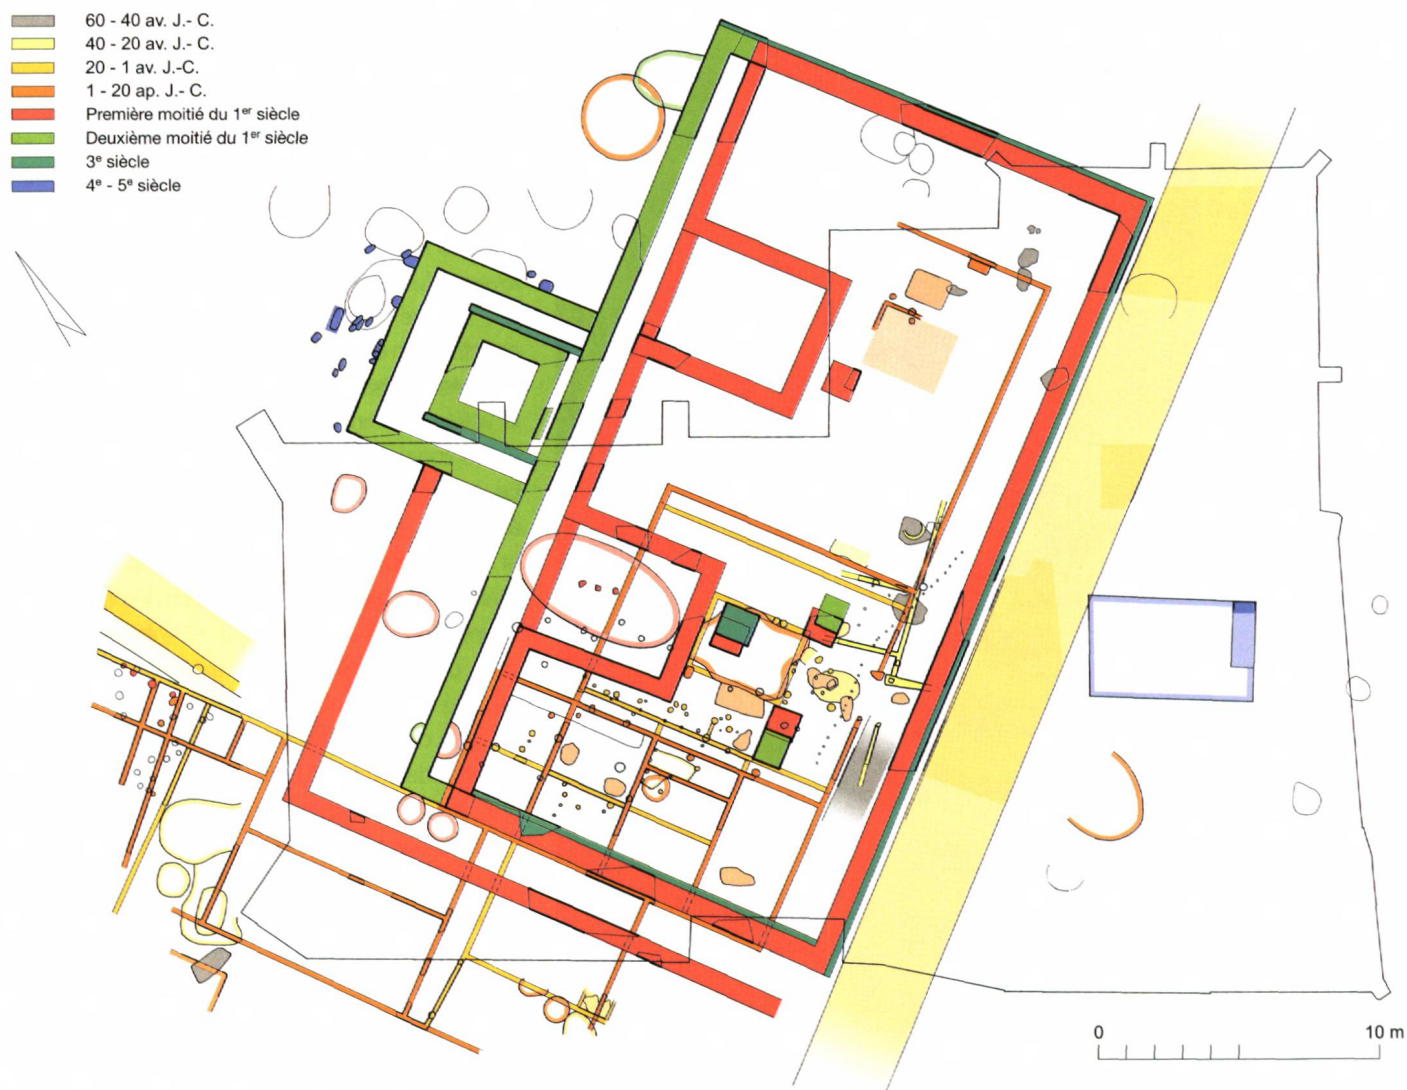 60 - 40 av. J.- C.
40 - 20 av. J.- C.
20 - 1 av. J.-C.
1 - 20 ap. J.- C.
Première moitié du 1er siècle
Deuxième moitié du 1er siècle
3e siècle
4e - 5e siècle
0 10 m